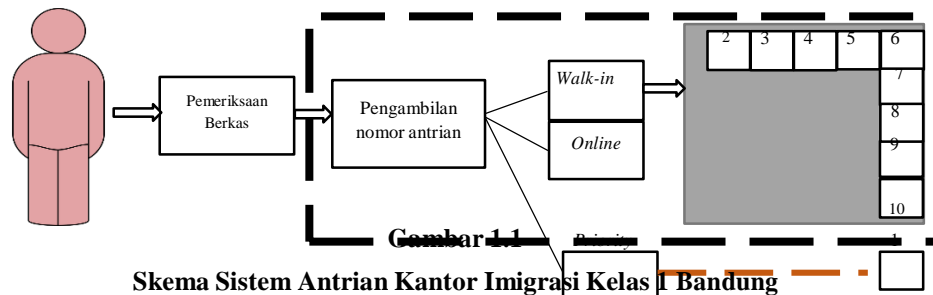 Pemeriksaan
Berkas
Pengambilan
nomor antrian
Walk-in
Online
Priority
2 3 4 5 6
7
8
9
10
1
Gambar 1.1
Skema Sistem Antrian Kantor Imigrasi Kelas 1 Bandung